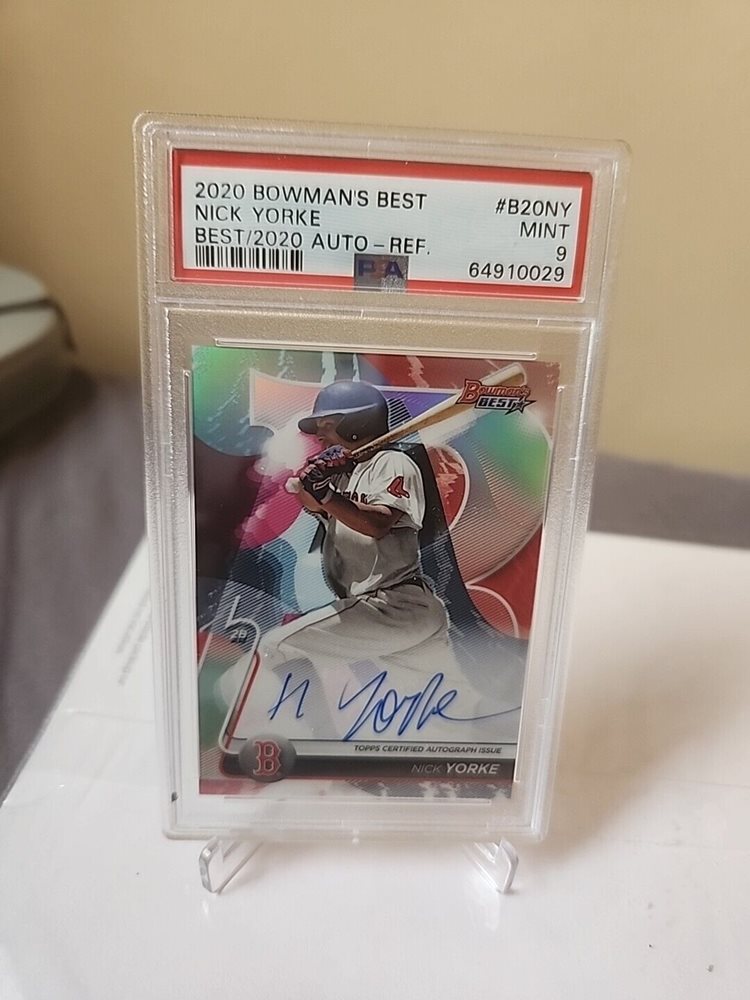 2020 BOWMAN'S BEST #B20NY
NICK YORKE MINT
BEST/2020 AUTO-REF. 9
PSA 64910029
Bowman's
BEST
2B
N Yorke
TOPPS CERTIFIED AUTOGRAPH ISSUE
B
NICK YORKE